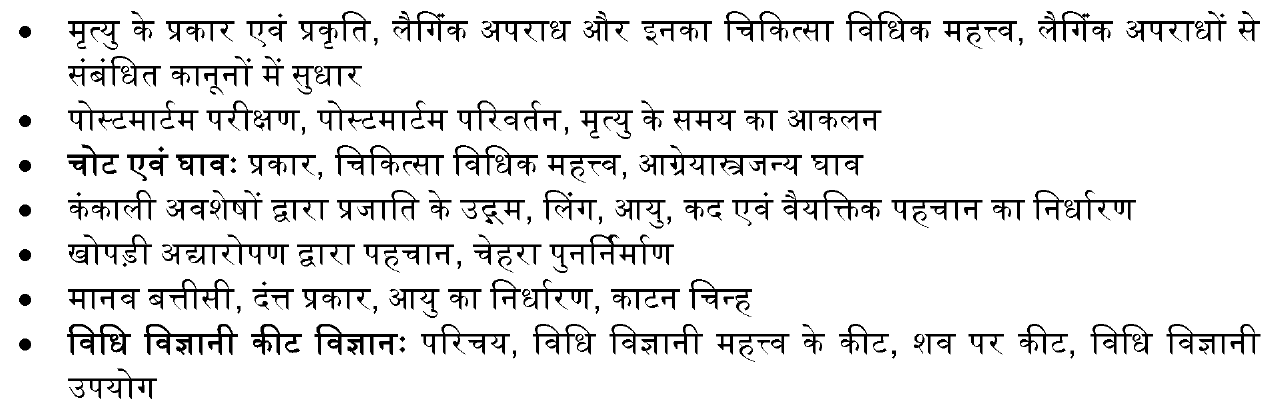 • मृत्यु के प्रकार एवं प्रकृति, लैगिंक अपराध और इनका चिकित्सा विधिक महत्त्व, लैगिंक अपराधों से
संबंधित कानूनों में सुधार
• पोस्टमार्टम परीक्षण, पोस्टमार्टम परिवर्तन, मृत्यु के समय का आकलन
• चोट एवं घावः प्रकार, चिकित्सा विधिक महत्त्व, आग्रेयास्त्रजन्य घाव
• कंकाली अवशेषों द्वारा प्रजाति के उद्गम, लिंग, आयु, कद एवं वैयक्तिक पहचान का निर्धारण
• खोपड़ी अद्यारोपण द्वारा पहचान, चेहरा पुनर्निर्माण
• मानव बत्तीसी, दंत्त प्रकार, आयु का निर्धारण, काटन चिन्ह
• विधि विज्ञानी कीट विज्ञानः परिचय, विधि विज्ञानी महत्त्व के कीट, शव पर कीट, विधि विज्ञानी
उपयोग